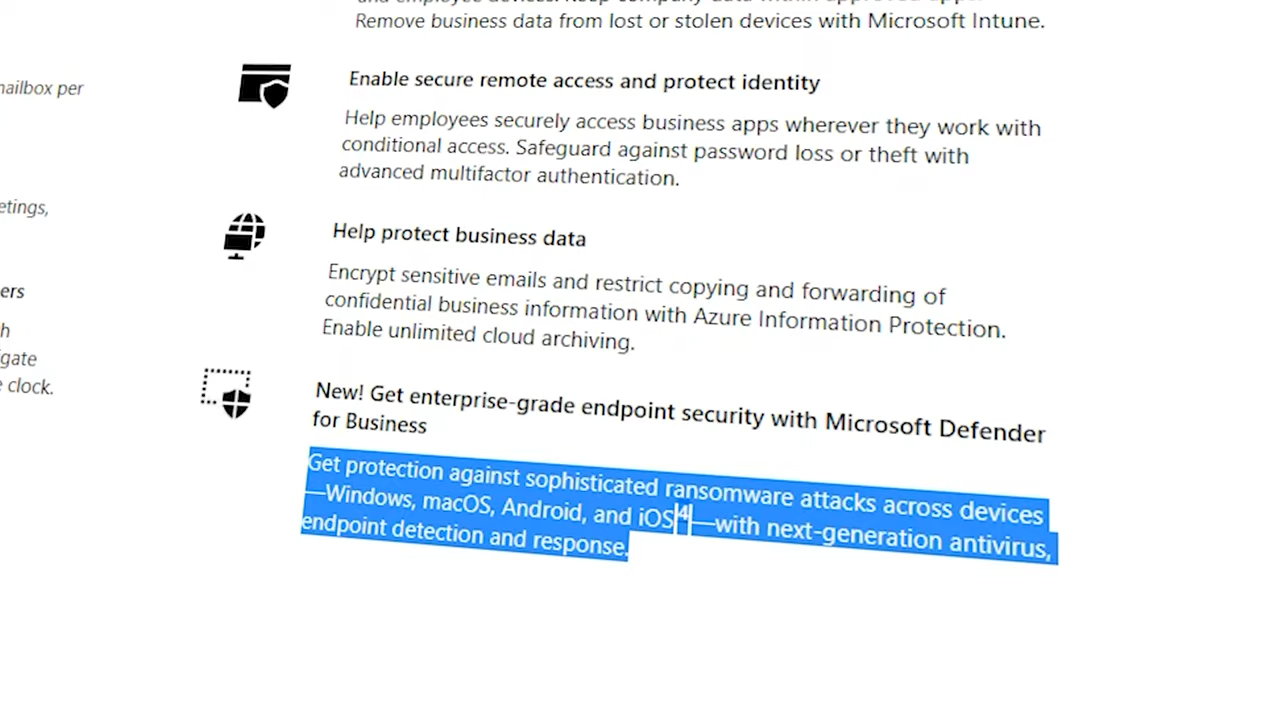 Remove business data from lost or stolen devices with Microsoft Intune.
mailbox per
Enable secure remote access and protect identity
Help employees securely access business apps wherever they work with
conditional access. Safeguard against password loss or theft with
advanced multifactor authentication.
etings,
Help protect business data
Encrypt sensitive emails and restrict copying and forwarding of
confidential business information with Azure Information Protection.
Enable unlimited cloud archiving.
ers
gate
clock.
New! Get enterprise-grade endpoint security with Microsoft Defender
for Business
Get protection against sophisticated ransomware attacks across devices
—Windows, macOS, Android, and iOS4—with next-generation antivirus,
endpoint detection and response.